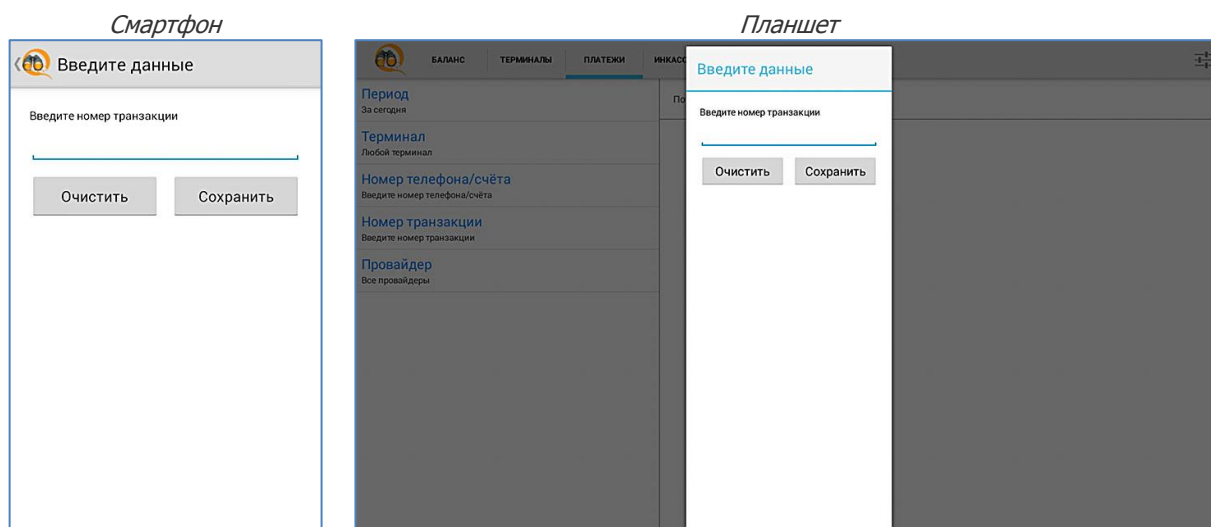 Смартфон
Планшет
Введите данные
Введите номер транзакции
Очистить
Сохранить
БАЛАНС
ТЕРМИНАЛЫ
ПЛАТЕЖИ
ИНКАСС
Период
За сегодня
Терминал
Любой терминал
Номер телефона/счёта
Введите номер телефона/счёта
Номер транзакции
Введите номер транзакции
Провайдер
Все провайдеры
По
Введите данные
Введите номер транзакции
Очистить
Сохранить